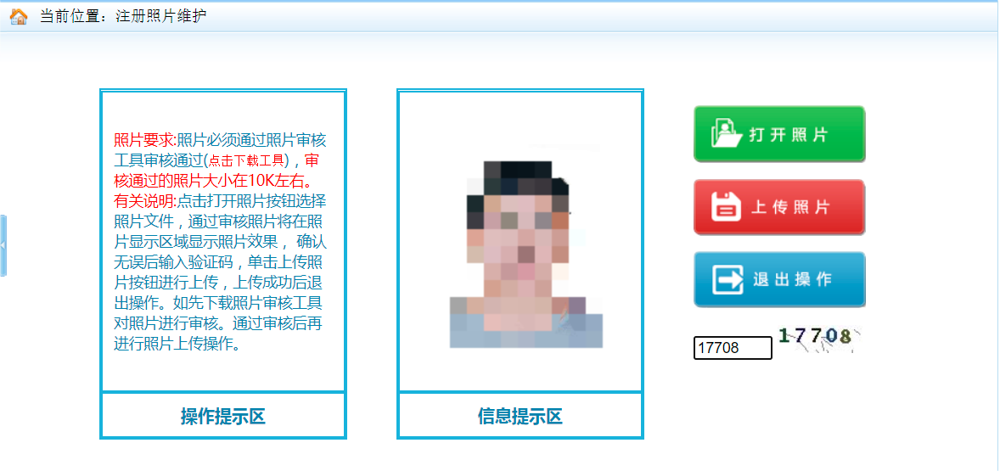 当前位置：注册照片维护
照片要求:照片必须通过照片审核
工具审核通过(点击下载工具)，审
核通过的照片大小在10K左右。
有关说明:点击打开照片按钮选择
照片文件，通过审核照片将在照
片显示区域显示照片效果， 确认
无误后输入验证码，单击上传照
片按钮进行上传，上传成功后退
出操作。如先下载照片审核工具
对照片进行审核。通过审核后再
进行照片上传操作。
操作提示区
信息提示区
打开照片
上传照片
退出操作
17708
17708